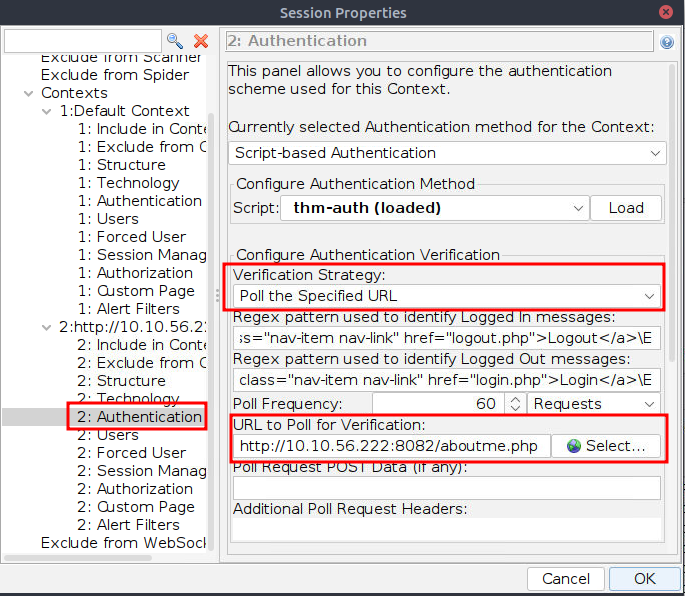 Session Properties
Exclude from Scanner
Exclude from Spider
Contexts
1:Default Context
1: Include in Conte
1: Exclude from C
1: Structure
1: Technology
1: Authentication
1: Users
1: Forced User
1: Session Manag
1: Authorization
1: Custom Page
1: Alert Filters
2:http://10.10.56.2
2: Include in Conte
2: Exclude from C
2: Structure
2: Technology
2: Authentication
2: Users
2: Forced User
2: Session Manag
2: Authorization
2: Custom Page
2: Alert Filters
Exclude from WebSock
2: Authentication
This panel allows you to configure the authentication
scheme used for this Context.
Currently selected Authentication method for the Context:
Script-based Authentication
Configure Authentication Method
Script: thm-auth (loaded) Load
Configure Authentication Verification
Verification Strategy:
Poll the Specified URL
Regex pattern used to identify Logged In messages:
ss="nav-item nav-link" href="logout.php">Logout</a>\E
Regex pattern used to identify Logged Out messages:
class="nav-item nav-link" href="login.php">Login</a>\E
Poll Frequency: 60 Requests
URL to Poll for Verification:
http://10.10.56.222:8082/aboutme.php Select...
Poll Request POST Data (if any):
Additional Poll Request Headers:
Cancel OK